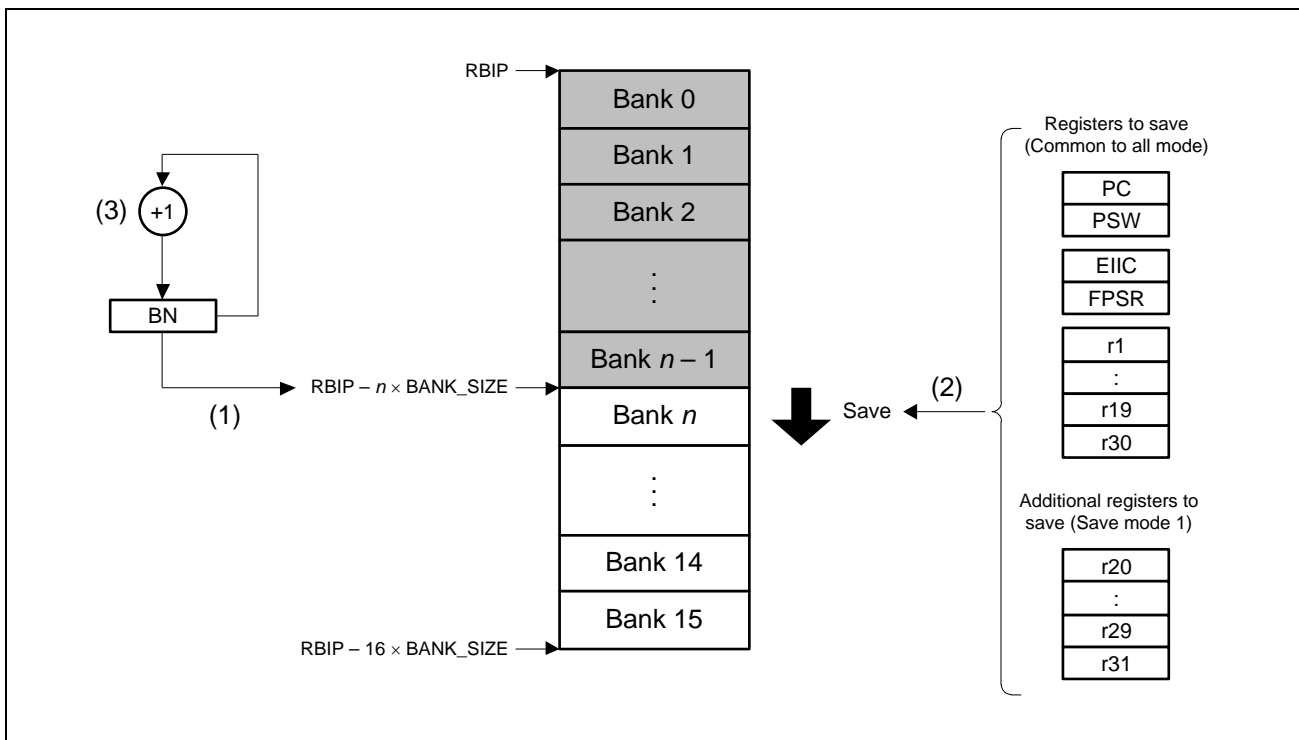 RBIP
Bank 0
Bank 1
Bank 2
⋮
Bank n – 1
Bank n
⋮
Bank 14
Bank 15
(3)
+1
BN
(1)
RBIP – n × BANK_SIZE
RBIP – 16 × BANK_SIZE
Save
(2)
Registers to save
(Common to all mode)
PC
PSW
EIIC
FPSR
r1
:
r19
r30
Additional registers to
save (Save mode 1)
r20
:
r29
r31